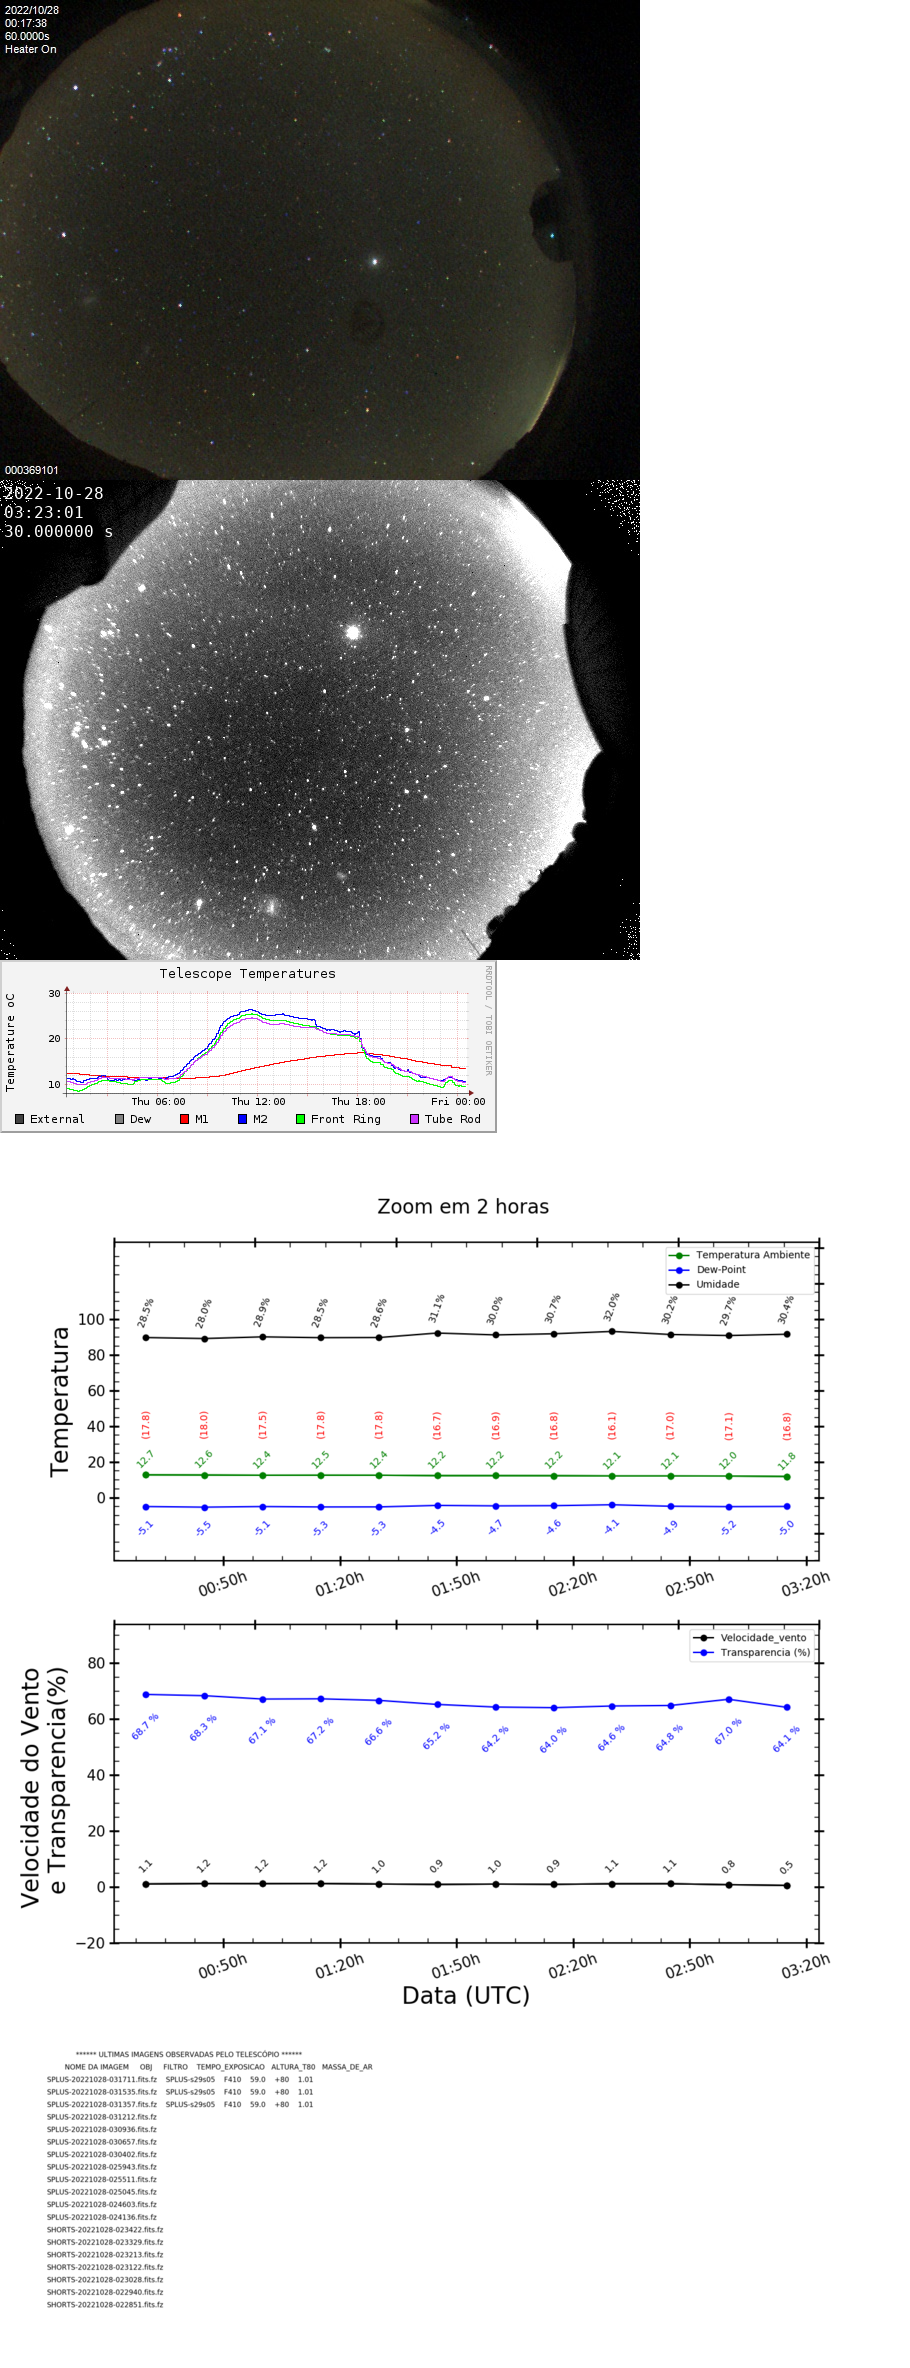 2022/10/28
00:17:38
60.0000s
Heater On
000369101
2022-10-28
03:23:01
30.000000 s
Telescope Temperatures
RRDTOOL / TOBI OETIKER
Temperature oC
30
20
10
Thu 06:00 Thu 12:00 Thu 18:00 Fri 00:00
External Dew M1 M2 Front Ring Tube Rod
Zoom em 2 horas
Temperatura Ambiente
Dew-Point
Umidade
Temperatura
100
80
60
40
20
0
28.5% 28.0% 28.9% 28.5% 28.6% 31.1% 30.0% 30.7% 32.0% 30.2% 29.7% 30.4%
(17.8) (18.0) (17.5) (17.8) (17.8) (16.7) (16.9) (16.8) (16.1) (17.0) (17.1) (16.8)
12.7 12.6 12.4 12.5 12.4 12.2 12.2 12.2 12.1 12.1 12.0 11.8
-5.1 -5.5 -5.1 -5.3 -5.3 -4.5 -4.7 -4.6 -4.1 -4.9 -5.2 -5.0
00:50h 01:20h 01:50h 02:20h 02:50h 03:20h
Velocidade_vento
Transparencia (%)
Velocidade do Vento
e Transparencia(%)
80
60
40
20
0
−20
68.7 % 68.3 % 67.1 % 67.2 % 66.6 % 65.2 % 64.2 % 64.0 % 64.6 % 64.8 % 67.0 % 64.1 %
1.1 1.2 1.2 1.2 1.0 0.9 1.0 0.9 1.1 1.1 0.8 0.5
00:50h 01:20h 01:50h 02:20h 02:50h 03:20h
Data (UTC)
****** ULTIMAS IMAGENS OBSERVADAS PELO TELESCÓPIO ******
NOME DA IMAGEM OBJ FILTRO TEMPO_EXPOSICAO ALTURA_T80 MASSA_DE_AR
SPLUS-20221028-031711.fits.fz SPLUS-s29s05 F410 59.0 +80 1.01
SPLUS-20221028-031535.fits.fz SPLUS-s29s05 F410 59.0 +80 1.01
SPLUS-20221028-031357.fits.fz SPLUS-s29s05 F410 59.0 +80 1.01
SPLUS-20221028-031212.fits.fz
SPLUS-20221028-030936.fits.fz
SPLUS-20221028-030657.fits.fz
SPLUS-20221028-030402.fits.fz
SPLUS-20221028-025943.fits.fz
SPLUS-20221028-025511.fits.fz
SPLUS-20221028-025045.fits.fz
SPLUS-20221028-024603.fits.fz
SPLUS-20221028-024136.fits.fz
SHORTS-20221028-023422.fits.fz
SHORTS-20221028-023329.fits.fz
SHORTS-20221028-023213.fits.fz
SHORTS-20221028-023122.fits.fz
SHORTS-20221028-023028.fits.fz
SHORTS-20221028-022940.fits.fz
SHORTS-20221028-022851.fits.fz